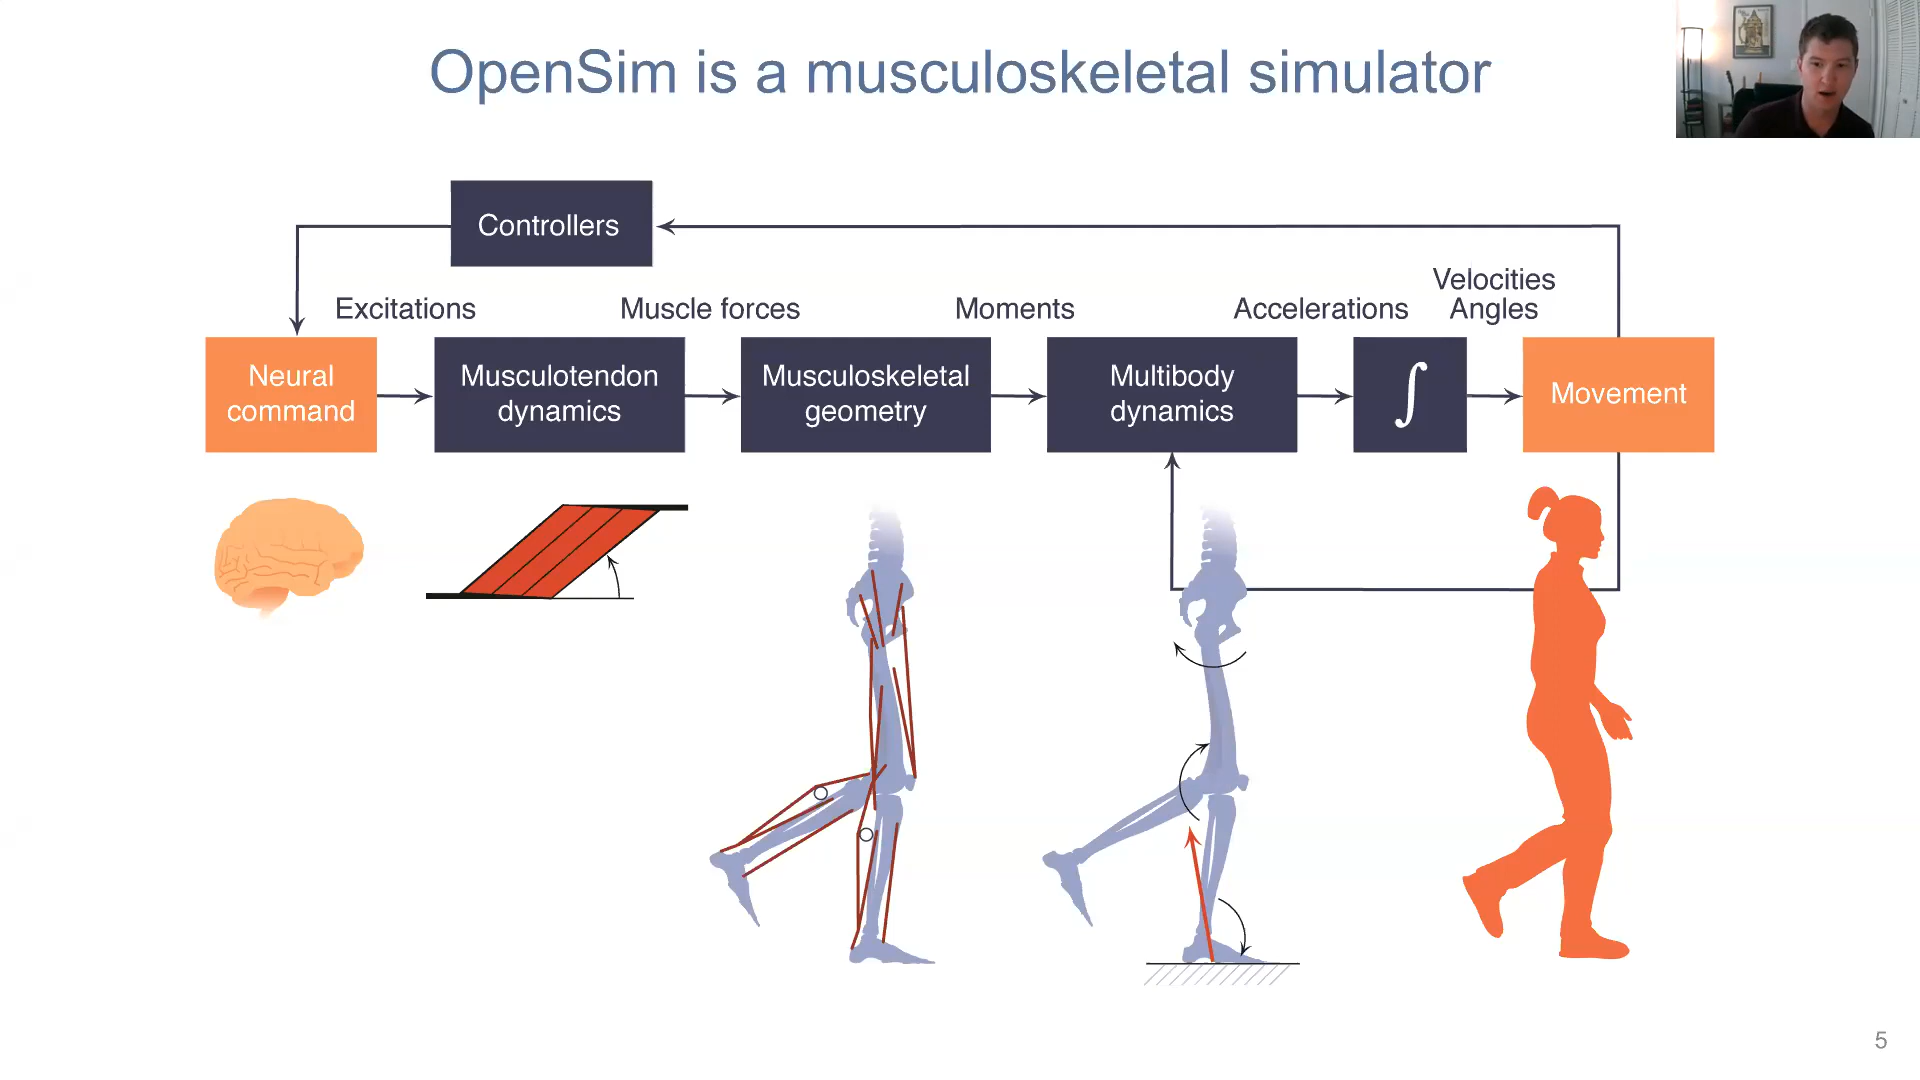 OpenSim is a musculoskeletal simulator
Controllers
Velocities
Excitations
Muscle forces
Moments
Accelerations
Angles
Neural
command
Musculotendon
dynamics
Musculoskeletal
geometry
Multibody
dynamics
∫
Movement
5